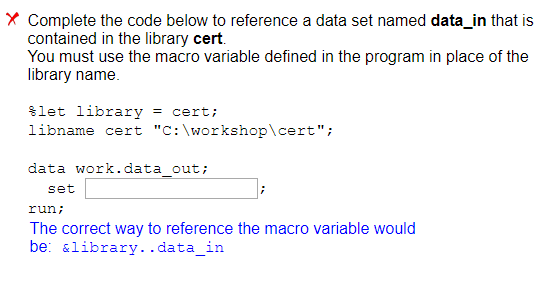 Complete the code below to reference a data set named data_in that is
contained in the library cert.
You must use the macro variable defined in the program in place of the
library name.
%let library = cert;
libname cert "C:\workshop\cert";
data work.data_out;
set ;
run;
The correct way to reference the macro variable would
be: &library..data_in